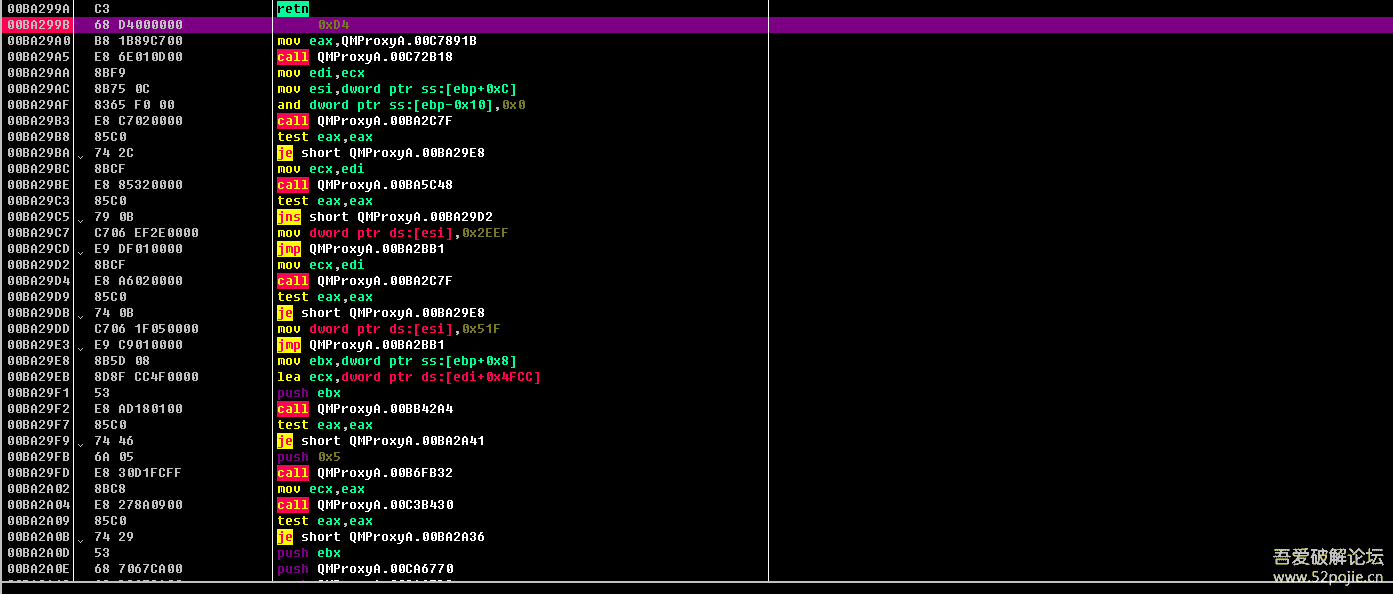 00BA299A C3 retn
00BA299B 68 D4000000 0xD4
00BA29A0 B8 1B89C700 mov eax,QMProxyA.00C7891B
00BA29A5 E8 6E010D00 call QMProxyA.00C72B18
00BA29AA 8BF9 mov edi,ecx
00BA29AC 8B75 0C mov esi,dword ptr ss:[ebp+0xC]
00BA29AF 8365 F0 00 and dword ptr ss:[ebp-0x10],0x0
00BA29B3 E8 C7020000 call QMProxyA.00BA2C7F
00BA29B8 85C0 test eax,eax
00BA29BA 74 2C je short QMProxyA.00BA29E8
00BA29BC 8BCF mov ecx,edi
00BA29BE E8 85320000 call QMProxyA.00BA5C48
00BA29C3 85C0 test eax,eax
00BA29C5 79 0B jns short QMProxyA.00BA29D2
00BA29C7 C706 EF2E0000 mov dword ptr ds:[esi],0x2EEF
00BA29CD E9 DF010000 jmp QMProxyA.00BA2BB1
00BA29D2 8BCF mov ecx,edi
00BA29D4 E8 A6020000 call QMProxyA.00BA2C7F
00BA29D9 85C0 test eax,eax
00BA29DB 74 0B je short QMProxyA.00BA29E8
00BA29DD C706 1F050000 mov dword ptr ds:[esi],0x51F
00BA29E3 E9 C9010000 jmp QMProxyA.00BA2BB1
00BA29E8 8B5D 08 mov ebx,dword ptr ss:[ebp+0x8]
00BA29EB 8D8F CC4F0000 lea ecx,dword ptr ds:[edi+0x4FCC]
00BA29F1 53 push ebx
00BA29F2 E8 AD180100 call QMProxyA.00BB42A4
00BA29F7 85C0 test eax,eax
00BA29F9 74 46 je short QMProxyA.00BA2A41
00BA29FB 6A 05 push 0x5
00BA29FD E8 30D1FCFF call QMProxyA.00B6FB32
00BA2A02 8BC8 mov ecx,eax
00BA2A04 E8 278A0900 call QMProxyA.00C3B430
00BA2A09 85C0 test eax,eax
00BA2A0B 74 29 je short QMProxyA.00BA2A36
00BA2A0D 53 push ebx
00BA2A0E 68 7067CA00 push QMProxyA.00CA6770
吾爱破解论坛
www.52pojie.cn